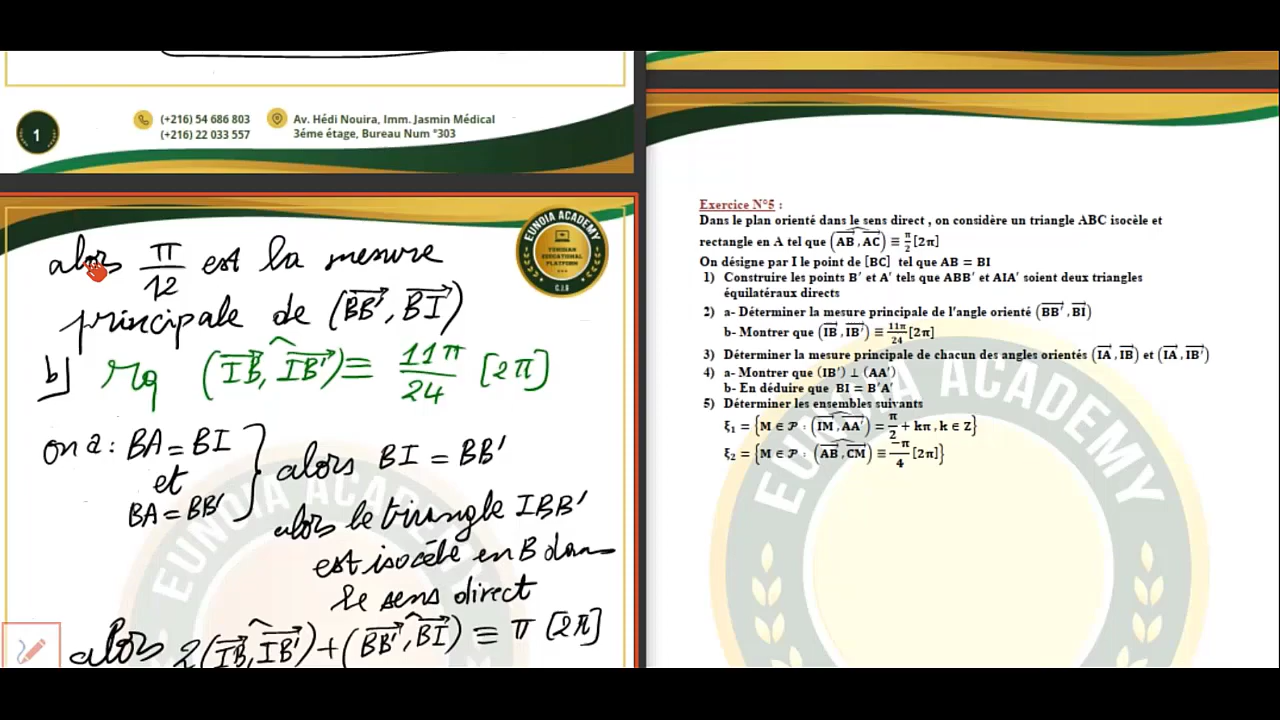 1
(+216) 54 686 803
(+216) 22 033 557
Av. Hédi Nouira, Imm. Jasmin Médical
3éme étage, Bureau Num °303
EUNOIA ACADEMY
TUNISIAN
EDUCATIONAL
PLATFORM
alors π/12 est la mesure
principale de (BB', BI)
b) Mq (IB, IB') ≡ 11π/24 [2π]
on a : BA = BI
et
BA = BB'
alors BI = BB'
alors le triangle IBB'
est isocèle en B dans
le sens direct
alors 2(IB, IB') + (BB', BI) ≡ π [2π]
Exercice N°5 :
Dans le plan orienté dans le sens direct , on considère un triangle ABC isocèle et
rectangle en A tel que (AB , AC) ≡ π/2 [2π]
On désigne par I le point de [BC) tel que AB = BI
1) Construire les points B' et A' tels que ABB' et AIA' soient deux triangles
équilatéraux directs
2) a- Déterminer la mesure principale de l'angle orienté (BB' , BI)
b- Montrer que (IB , IB') ≡ 11π/24 [2π]
3) Déterminer la mesure principale de chacun des angles orientés (IA , IB) et (IA , IB')
4) a- Montrer que (IB') ⊥ (AA')
b- En déduire que BI = B'A'
5) Déterminer les ensembles suivants
ξ₁ = {M ∈ 𝒫 : (IM , AA') = π/2 + kπ , k ∈ Z}
ξ₂ = {M ∈ 𝒫 : (AB , CM) ≡ −π/4 [2π]}
EUNOIA ACADEMY